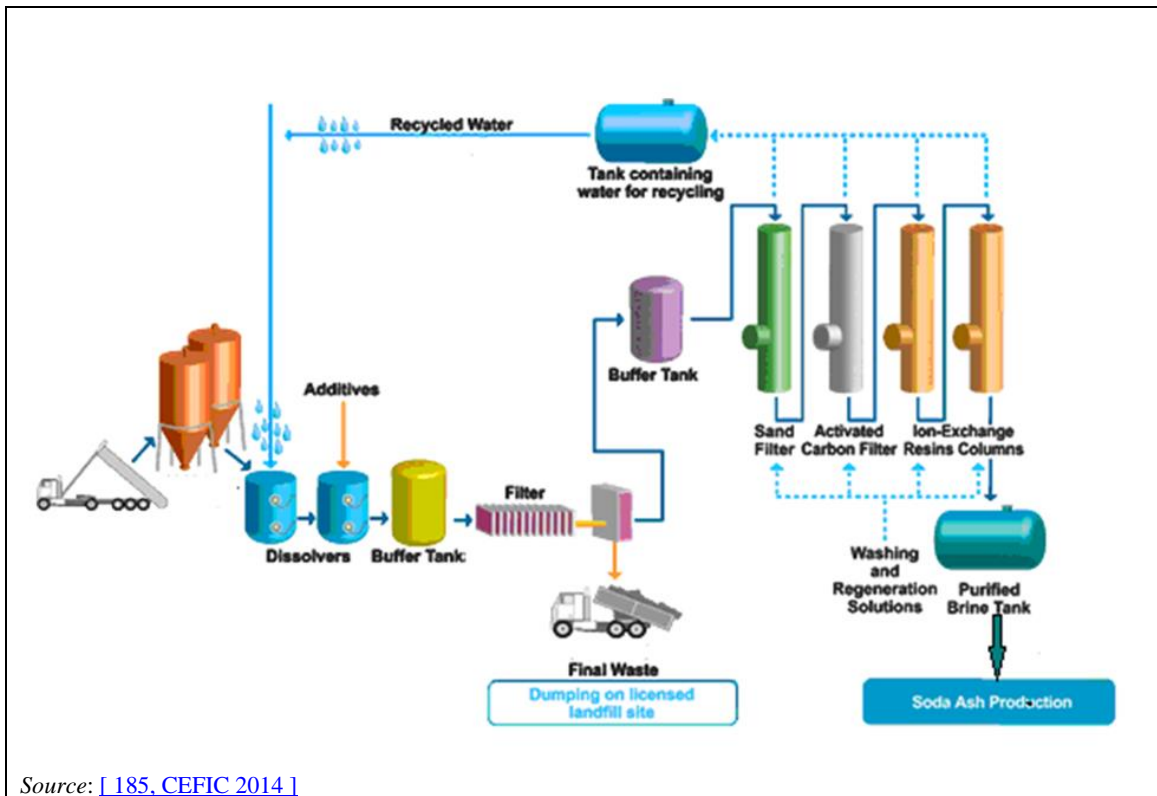 Recycled Water
Tank containing
water for recycling
Buffer Tank
Additives
Sand
Filter
Activated
Carbon Filter
Ion-Exchange
Resins Columns
Filter
Dissolvers
Buffer Tank:
Washing
and
Regeneration
Solutions
Purified
Brine Tank
Final Waste
Dumping on licensed
landfill site
Soda Ash Production
Source: [ 185, CEFIC 2014 ]